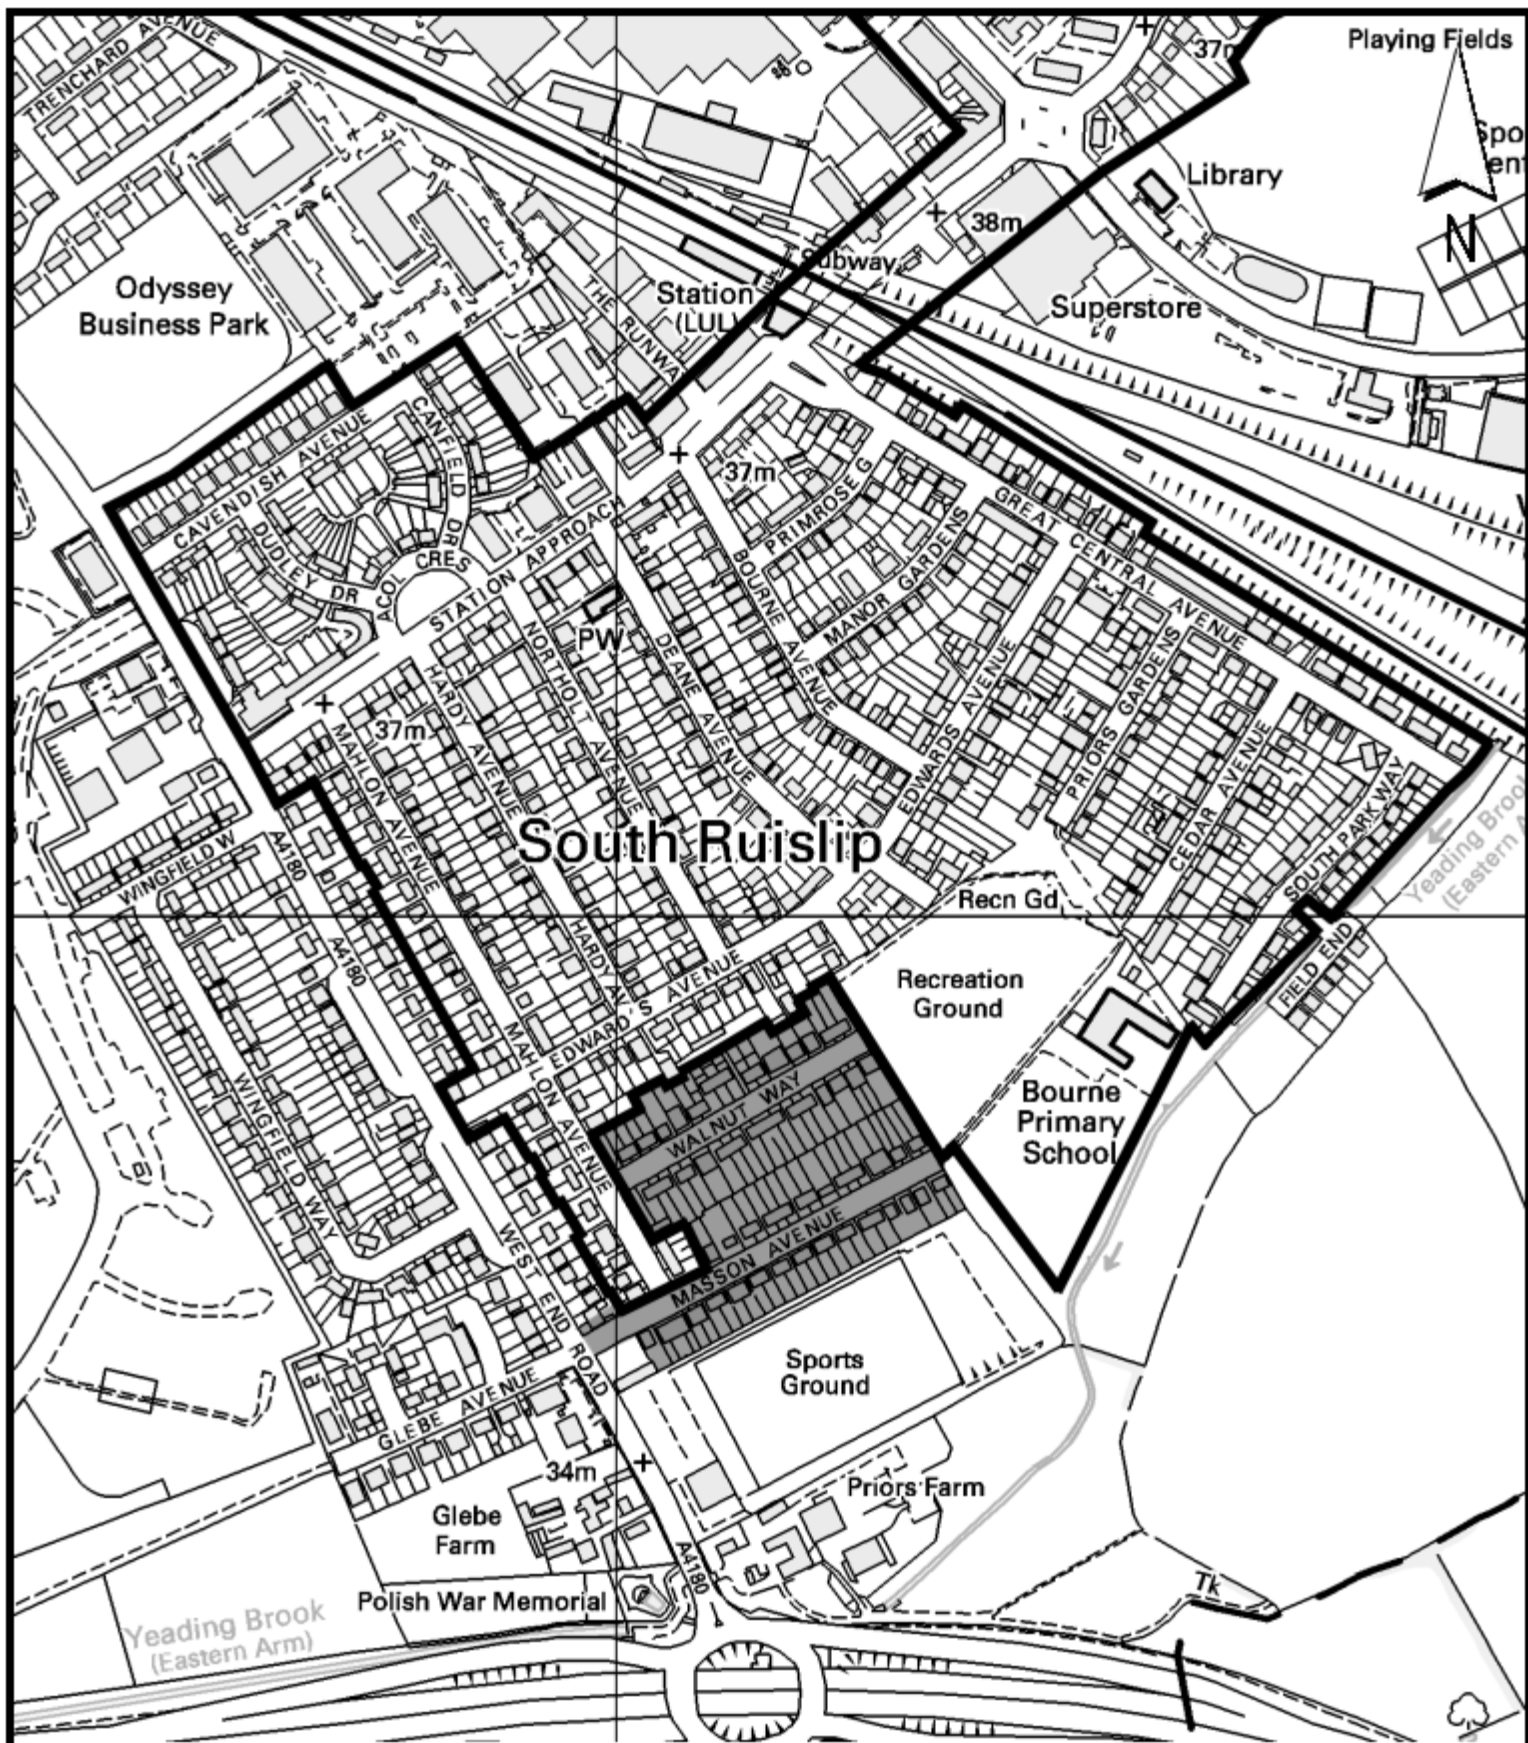 TRENCHARD AVENUE
37m
Playing Fields
Library
N
38m
Subway
Odyssey
Business Park
THE RUNWAY
Station
(LUL)
Superstore
CAVENDISH AVENUE
CANFIELD DR
DUDLEY DR
ACOL CRES
STATION APPROACH
37m
PRIMROSE G
MANOR GARDENS
BOURNE AVENUE
GREAT CENTRAL AVENUE
PW
NORTHOLT AVENUE
DEANE AVENUE
HARDY AVENUE
MAHLON AVENUE
37m
EDWARDS AVENUE
PRIORS GARDENS
CEDAR AVENUE
SOUTH PARK WAY
Yeading Brook
(Eastern A
WINGFIELD W
A4180
South Ruislip
A4180
Recn Gd
HARDY AV
EDWARD'S AVENUE
Recreation
Ground
FIELD END
MAHLON AVENUE
WINGFIELD WAY
WALNUT WAY
Bourne
Primary
School
WEST END ROAD
MASSON AVENUE
Sports
Ground
GLEBE AVENUE
34m
Priors Farm
Glebe
Farm
A4180
Polish War Memorial
Tk
Yeading Brook
(Eastern Arm)